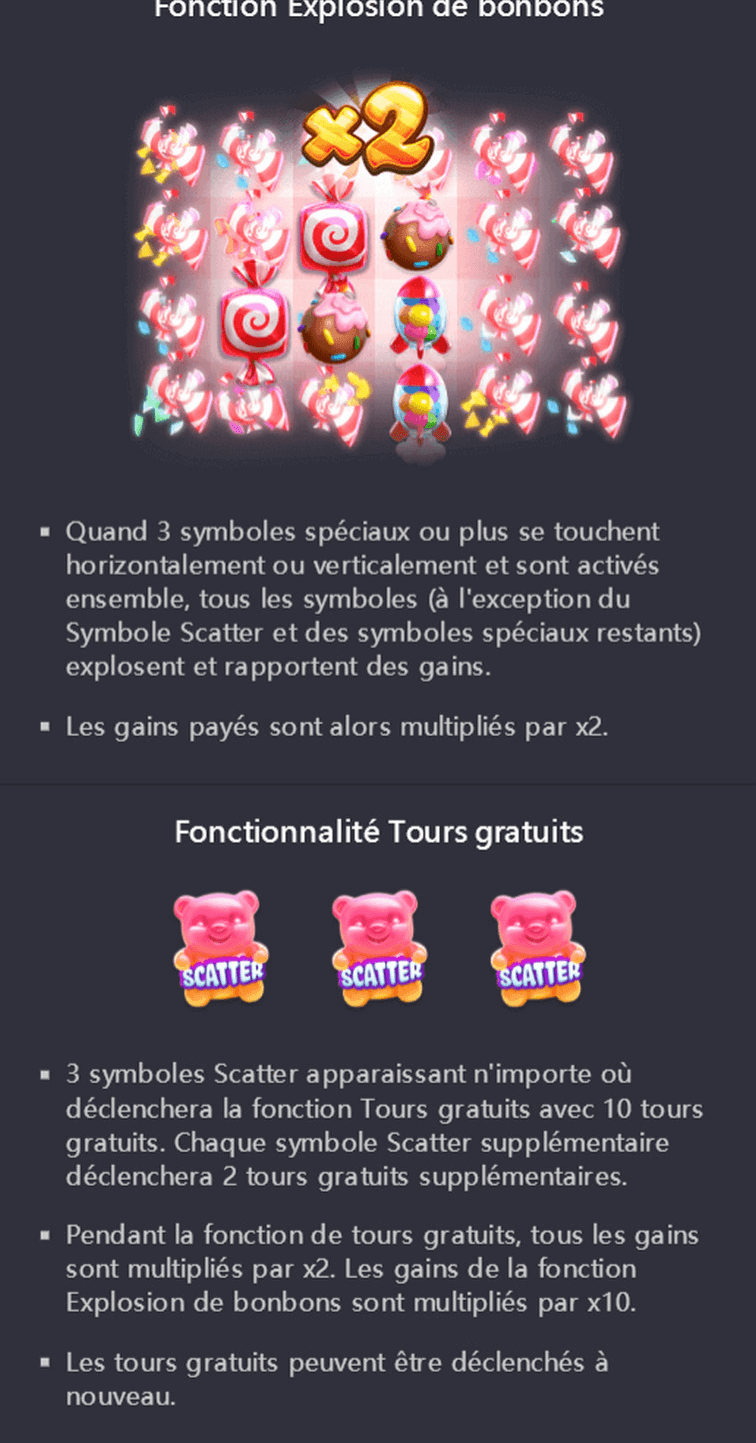 Fonction Explosion de bonbons
x2
▪ Quand 3 symboles spéciaux ou plus se touchent
horizontalement ou verticalement et sont activés
ensemble, tous les symboles (à l'exception du
Symbole Scatter et des symboles spéciaux restants)
explosent et rapportent des gains.
▪ Les gains payés sont alors multipliés par x2.
Fonctionnalité Tours gratuits
SCATTER SCATTER SCATTER
▪ 3 symboles Scatter apparaissant n'importe où
déclenchera la fonction Tours gratuits avec 10 tours
gratuits. Chaque symbole Scatter supplémentaire
déclenchera 2 tours gratuits supplémentaires.
▪ Pendant la fonction de tours gratuits, tous les gains
sont multipliés par x2. Les gains de la fonction
Explosion de bonbons sont multipliés par x10.
▪ Les tours gratuits peuvent être déclenchés à
nouveau.